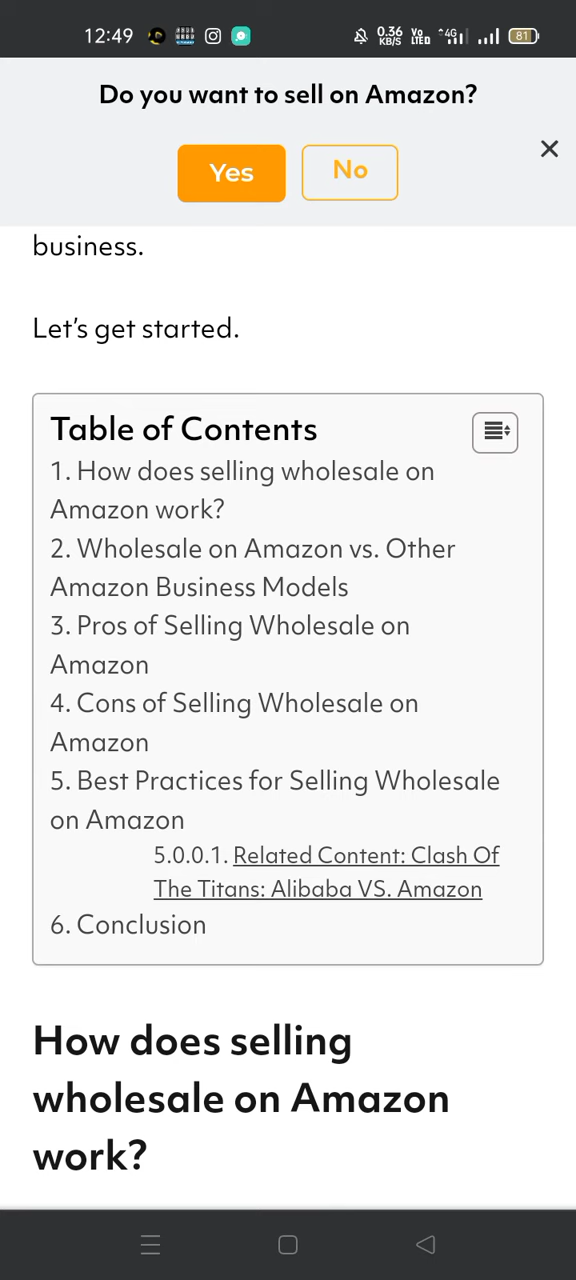 12:49
0.36 KB/S
Vo LTED
4G
81
Do you want to sell on Amazon?
Yes
No
business.
Let’s get started.
Table of Contents
1. How does selling wholesale on
Amazon work?
2. Wholesale on Amazon vs. Other
Amazon Business Models
3. Pros of Selling Wholesale on
Amazon
4. Cons of Selling Wholesale on
Amazon
5. Best Practices for Selling Wholesale
on Amazon
5.0.0.1. Related Content: Clash Of
The Titans: Alibaba VS. Amazon
6. Conclusion
How does selling
wholesale on Amazon
work?